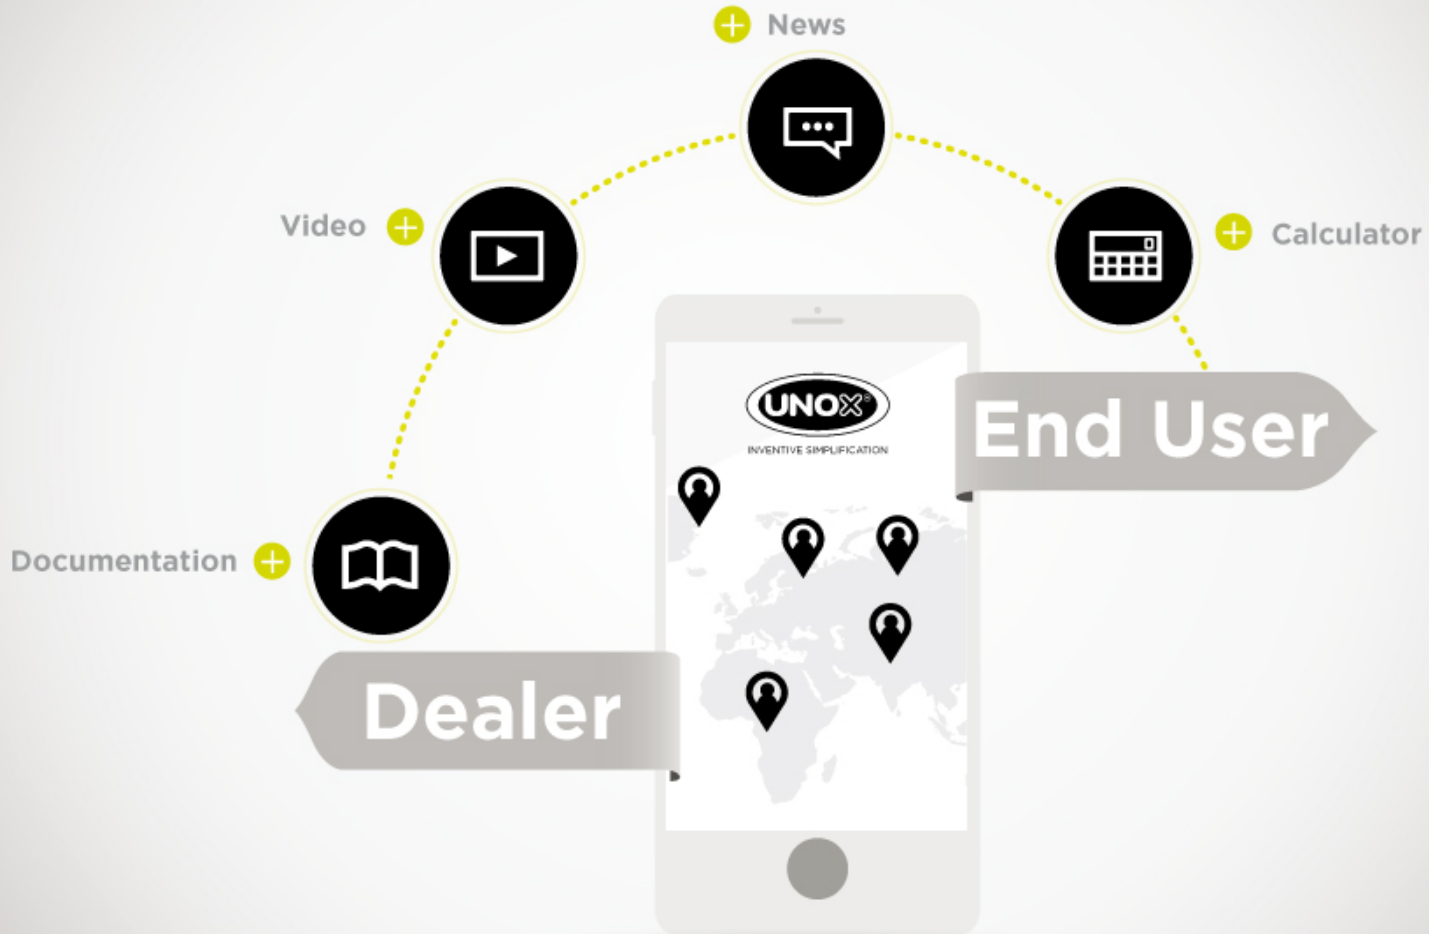 News
Video
Calculator
UNOX®
INVENTIVE SIMPLIFICATION
End User
Documentation
Dealer